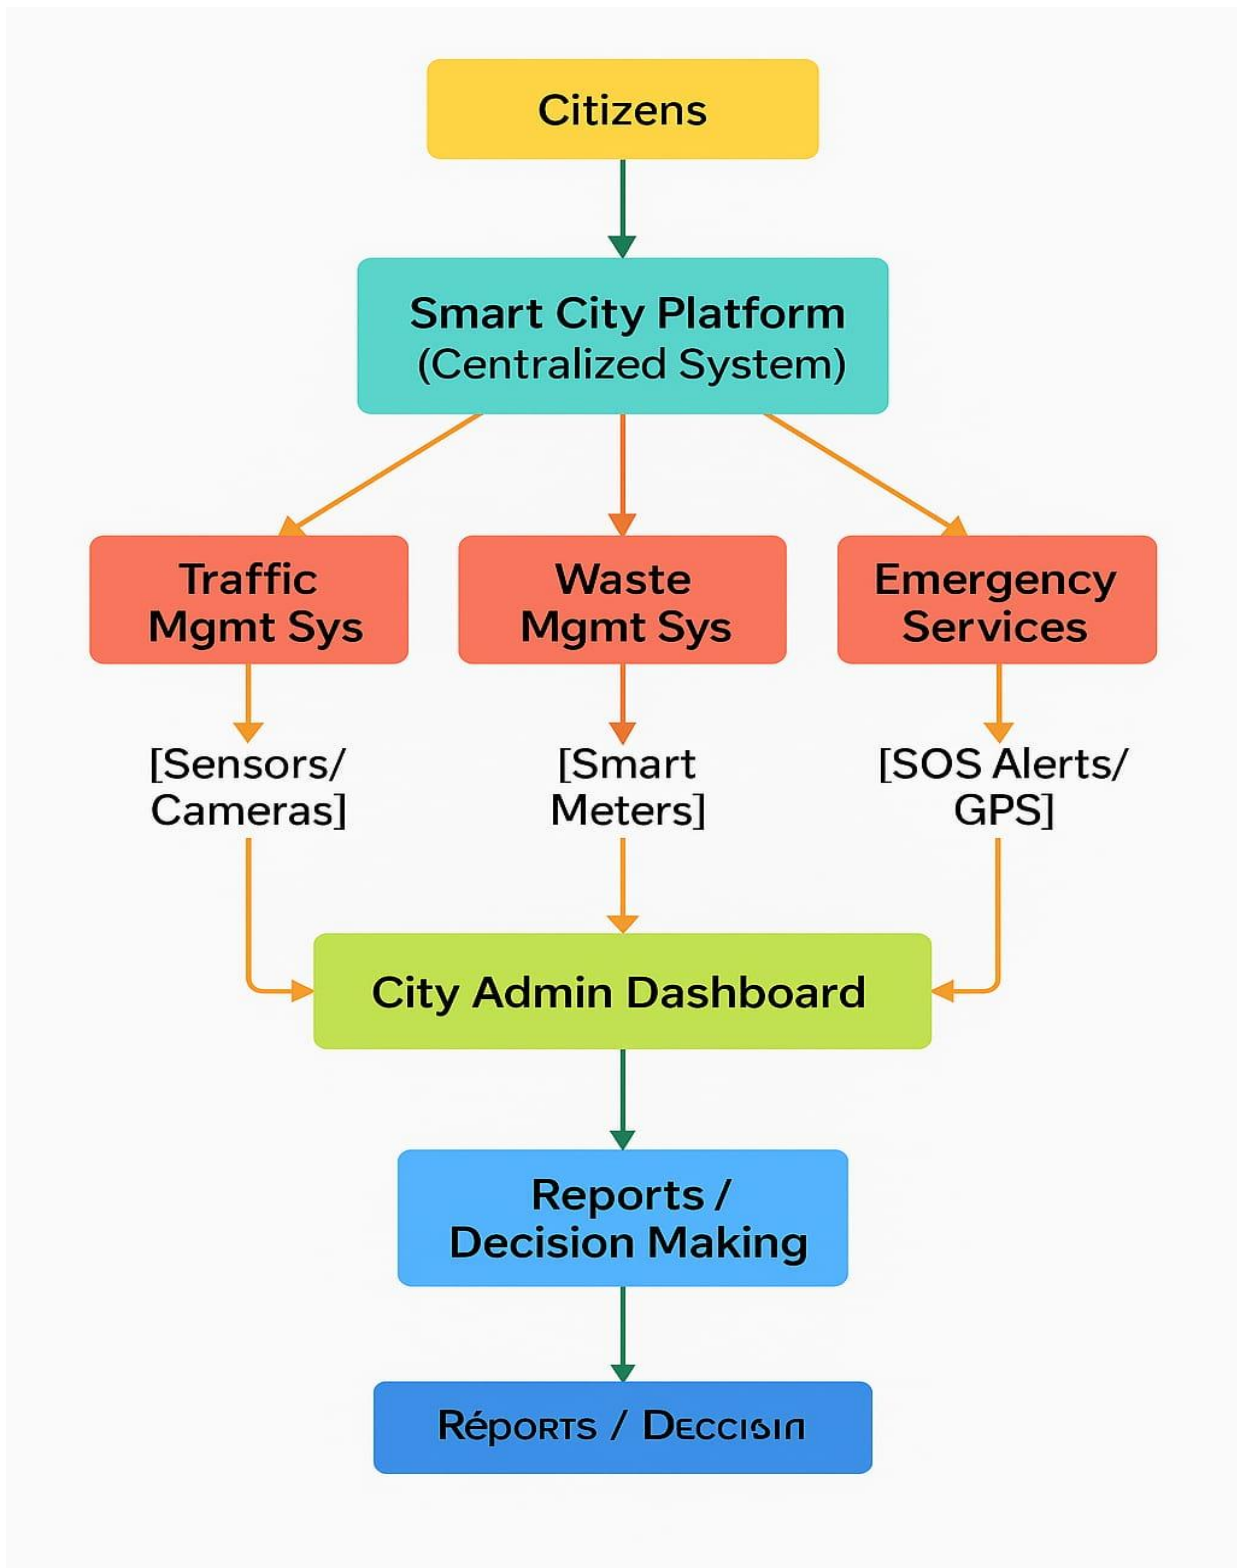 Citizens
Smart City Platform
(Centralized System)
Traffic
Mgmt Sys
Waste
Mgmt Sys
Emergency
Services
[Sensors/
Cameras]
[Smart
Meters]
[SOS Alerts/
GPS]
City Admin Dashboard
Reports /
Decision Making
RéPORTS /